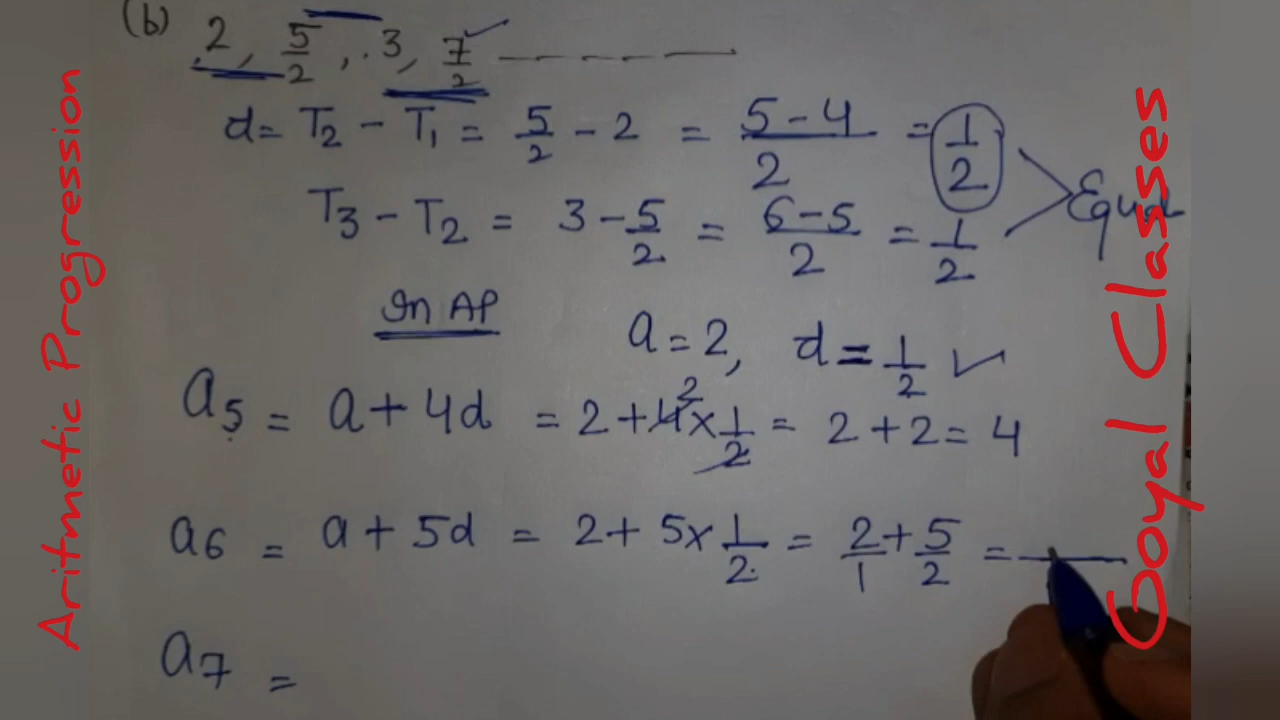 (b) 2, 5/2, 3, 7/2 ------
d = T₂ - T₁ = 5/2 - 2 = (5-4)/2 = 1/2
T₃ - T₂ = 3 - 5/2 = (6-5)/2 = 1/2 > Equal
In AP
a = 2, d = 1/2 ✓
a₅ = a + 4d = 2 + 4² × 1/2 = 2 + 2 = 4
a₆ = a + 5d = 2 + 5 × 1/2 = 2/1 + 5/2 =
a₇ =
Aritmetic Progression
Goyal Classes